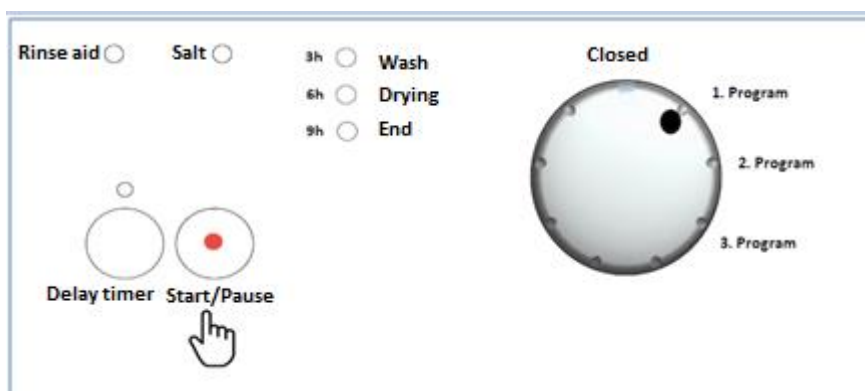 Rinse aid
Salt
3h Wash
6h Drying
9h End
Closed
1. Program
2. Program
3. Program
Delay timer
Start/Pause